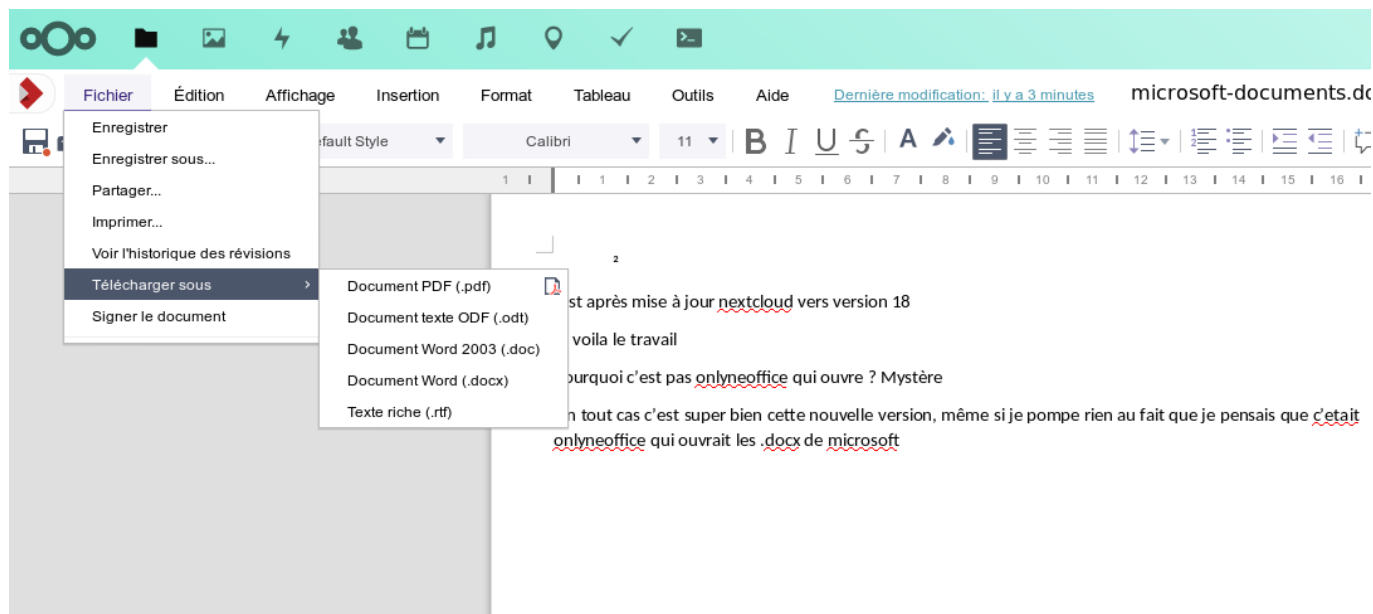 Fichier Édition Affichage Insertion Format Tableau Outils Aide Dernière modification: il y a 3 minutes microsoft-documents.do
Enregistrer
Enregistrer sous...
Partager...
Imprimer...
Voir l'historique des révisions
Télécharger sous
Signer le document
Document PDF (.pdf)
Document texte ODF (.odt)
Document Word 2003 (.doc)
Document Word (.docx)
Texte riche (.rtf)
fault Style Calibri 11
1 1 2 3 4 5 6 7 8 9 10 11 12 13 14 15 16
2
st après mise à jour nextcloud vers version 18
voila le travail
ourquoi c'est pas onlyneoffice qui ouvre ? Mystère
n tout cas c'est super bien cette nouvelle version, même si je pompe rien au fait que je pensais que c'etait
onlyneoffice qui ouvrait les .docx de microsoft